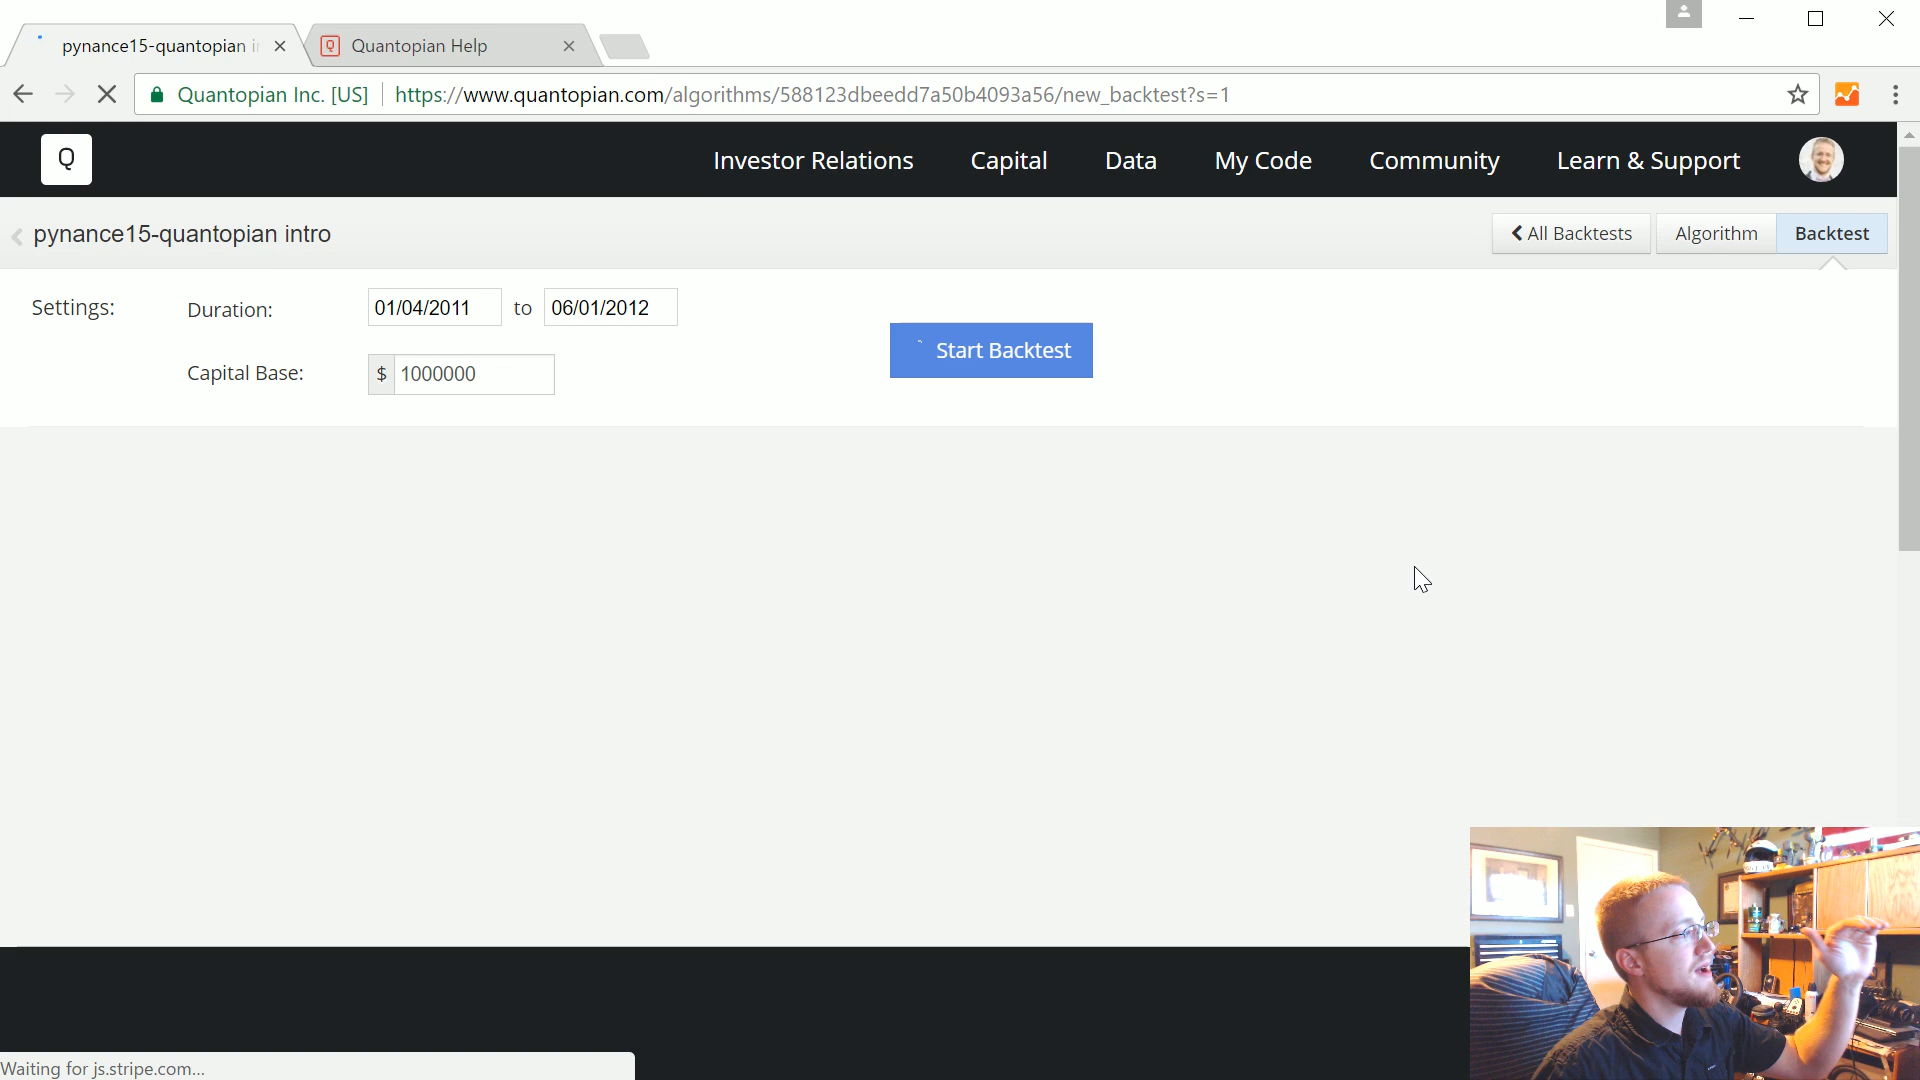 pynance15-quantopian i
Quantopian Help
Quantopian Inc. [US] https://www.quantopian.com/algorithms/588123dbeedd7a50b4093a56/new_backtest?s=1
Q Investor Relations Capital Data My Code Community Learn & Support
pynance15-quantopian intro All Backtests Algorithm Backtest
Settings: Duration: 01/04/2011 to 06/01/2012
Start Backtest
Capital Base: $ 1000000
Waiting for js.stripe.com...